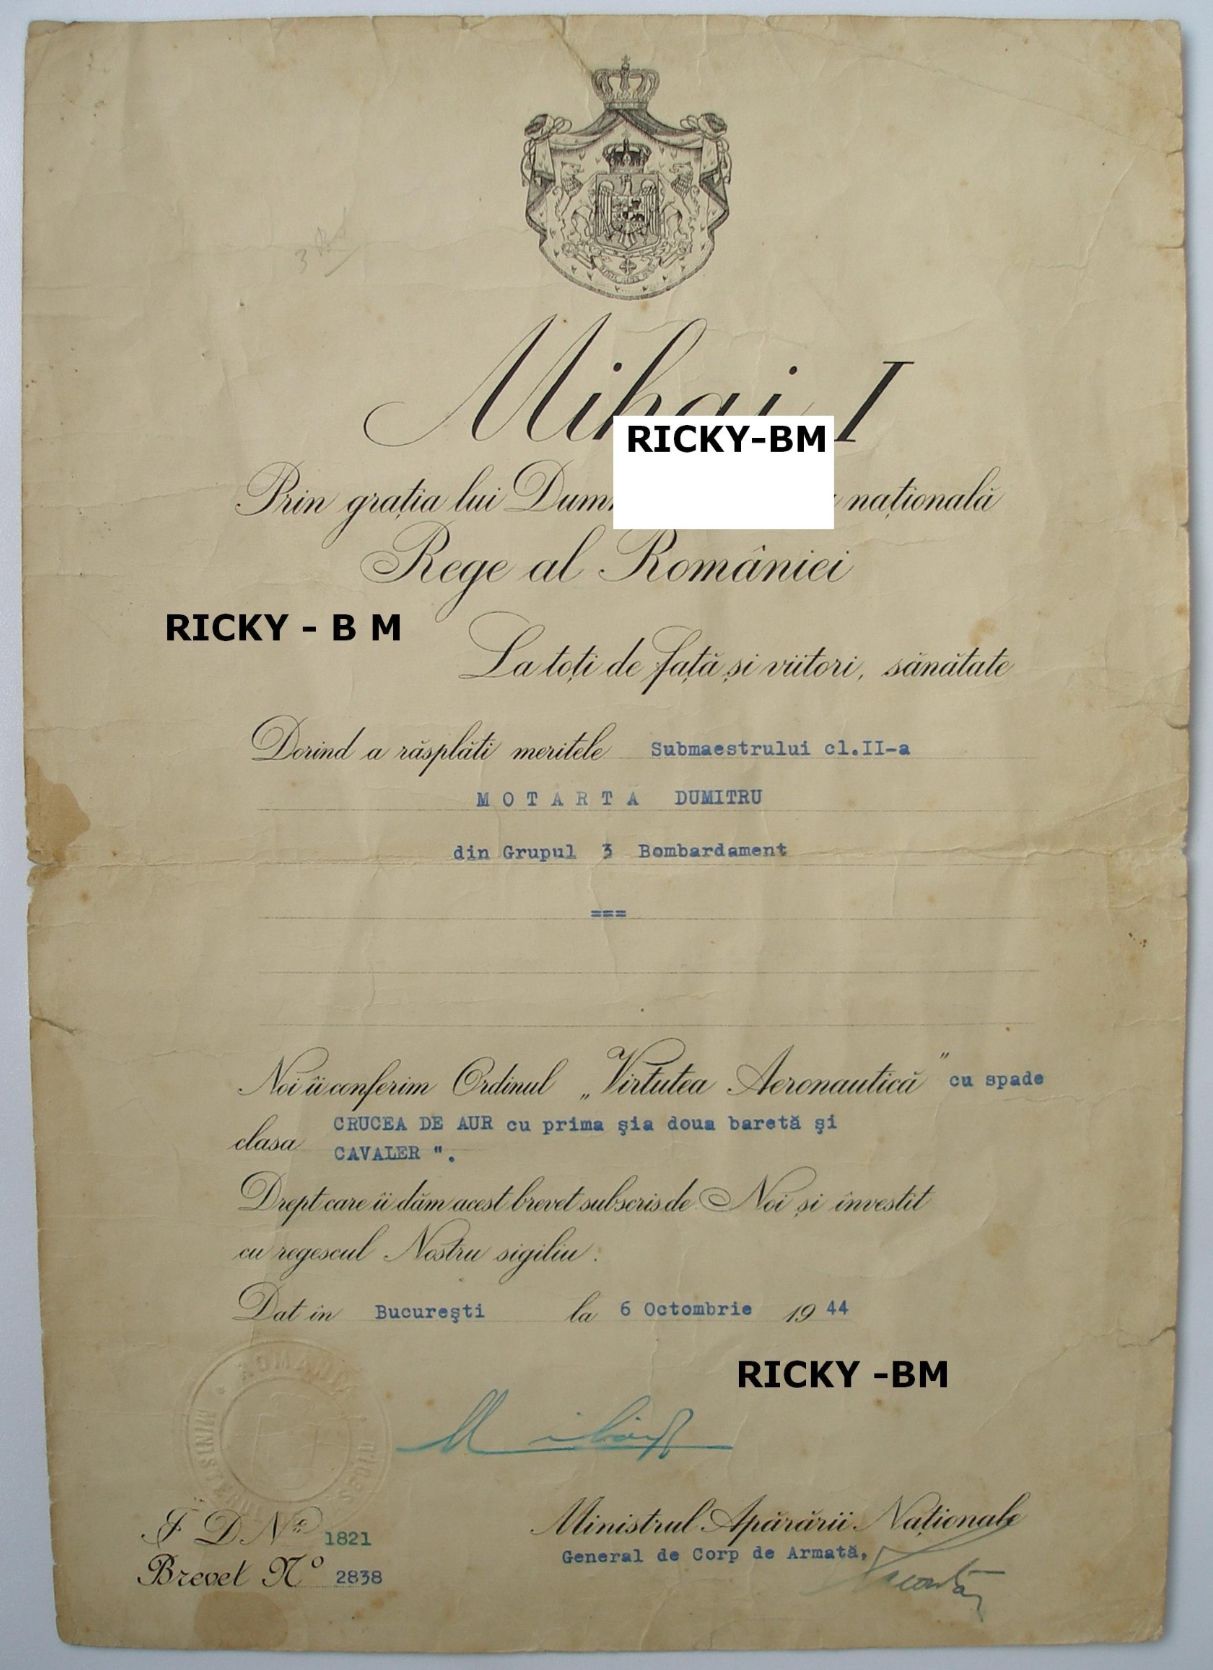 Mihai I
RICKY-BM
Prin grația lui națională
Rege al României
RICKY - B M
La toți de față și viitori, sănătate
Dorind a răsplăti meritele Submaestrului cl.II-a
MOTARTA DUMITRU
din Grupul 3 Bombardament
===
Noi îi conferim Ordinul „Virtutea Aeronautică" cu spade
clasa CRUCEA DE AUR cu prima şia doua baretă şi
CAVALER ".
Drept care îi dăm acest brevet subscris de Noi și învestit
cu regescul Nostru sigiliu.
Dat în Bucureşti la 6 Octombrie 1944
RICKY -BM
ROMANIA
Mihai R
Ministrul Apărării Naționale
Î D Nº 1821
General de Corp de Armată,
Brevet Nº 2838